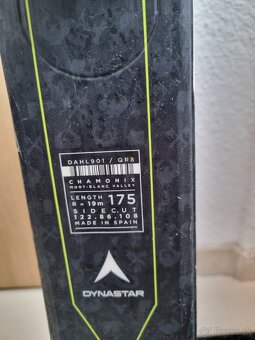 DAHL901 / QR8
CHAMONIX
MONT-BLANC VALLEY
LENGTH 175
R = 19m
SIDECUT
122.86.108
MADE IN SPAIN
DYNASTAR